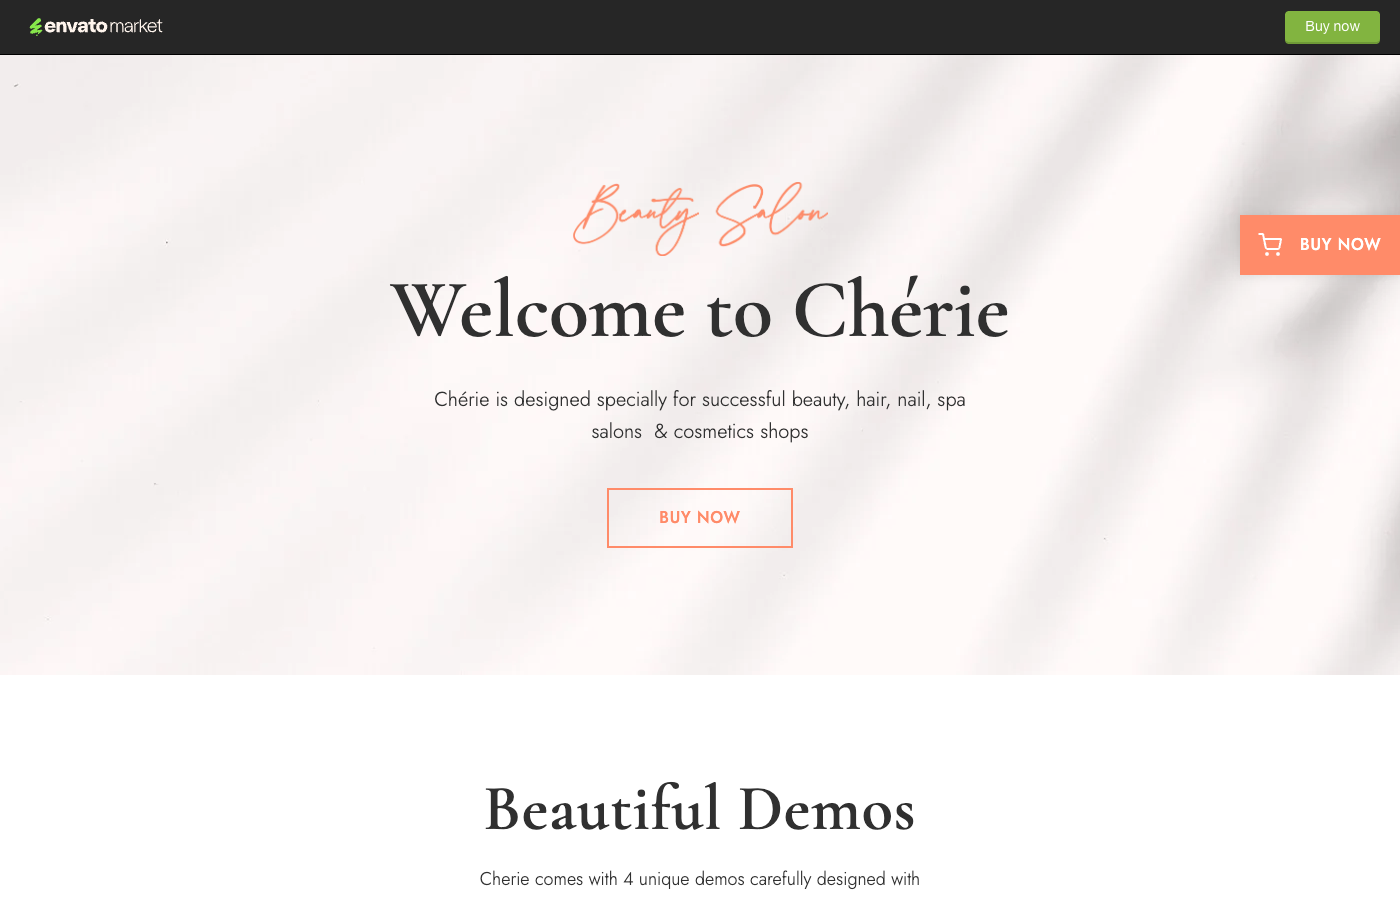 envato market
Buy now
Beauty Salon
BUY NOW
Welcome to Chérie
Chérie is designed specially for successful beauty, hair, nail, spa
salons & cosmetics shops
BUY NOW
Beautiful Demos
Cherie comes with 4 unique demos carefully designed with